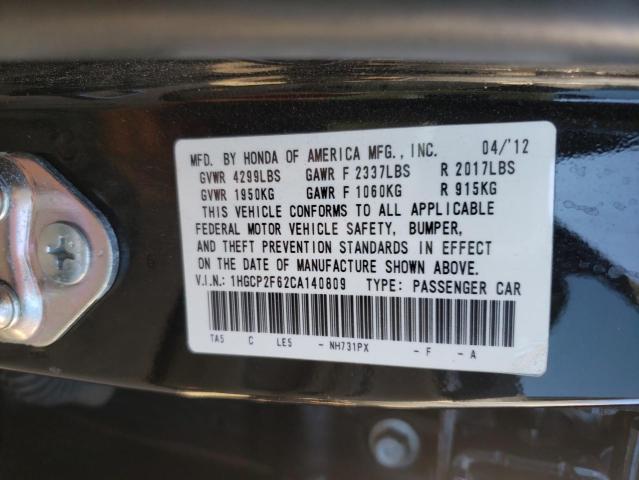 MFD. BY HONDA OF AMERICA MFG., INC. 04/'12
GVWR 4299LBS GAWR F 2337LBS R 2017LBS
GVWR 1950KG GAWR F 1060KG R 915KG
THIS VEHICLE CONFORMS TO ALL APPLICABLE
FEDERAL MOTOR VEHICLE SAFETY, BUMPER,
AND THEFT PREVENTION STANDARDS IN EFFECT
ON THE DATE OF MANUFACTURE SHOWN ABOVE.
V.I.N.: 1HGCP2F62CA140809 TYPE: PASSENGER CAR
TA5 C LE5 - NH731PX - F - A